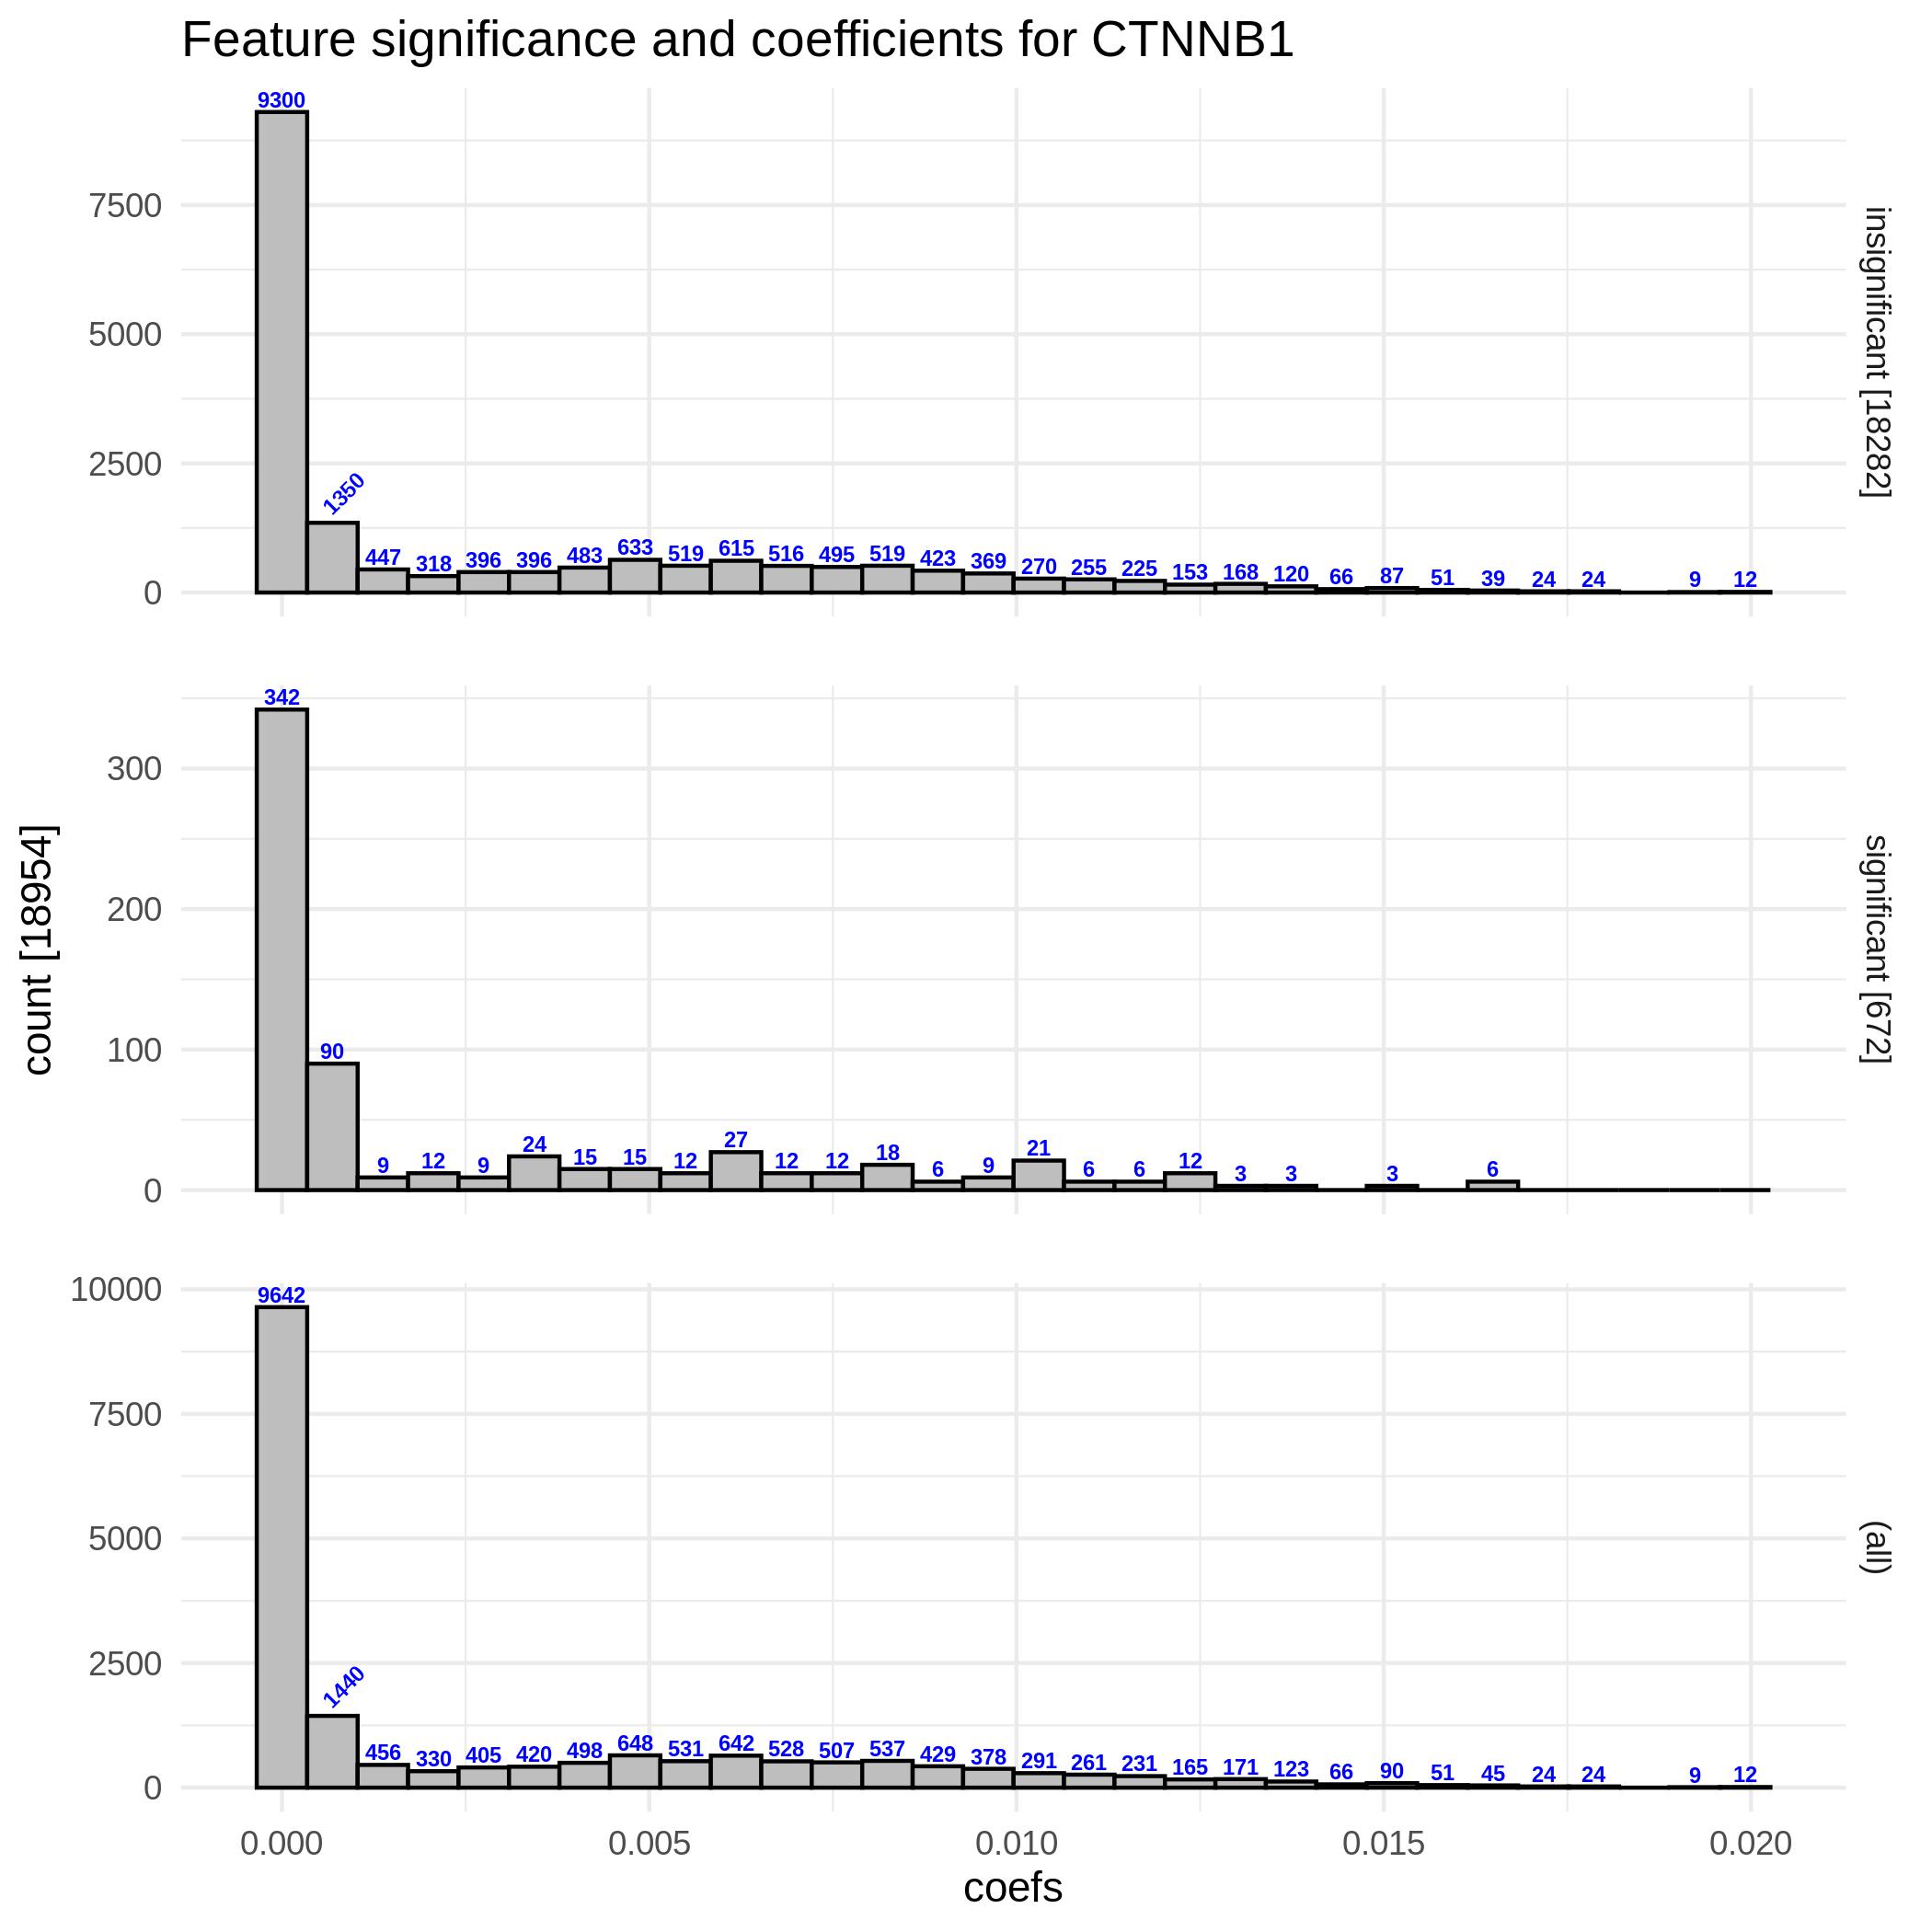 Feature significance and coefficients for CTNNB1
9300
7500
5000
2500
0
1350
447 318 396 396 483 633 519 615 516 495 519 423 369 270 255 225 153 168 120 66 87 51 39 24 24 9 12
insignificant [18282]
342
300
200
100
0
90
9 12 9 24 15 15 12 27 12 12 18 6 9 21 6 6 12 3 3 3 6
significant [672]
count [18954]
10000
9642
7500
5000
2500
0
1440
456 330 405 420 498 648 531 642 528 507 537 429 378 291 261 231 165 171 123 66 90 51 45 24 24 9 12
(all)
0.000 0.005 0.010 0.015 0.020
coefs